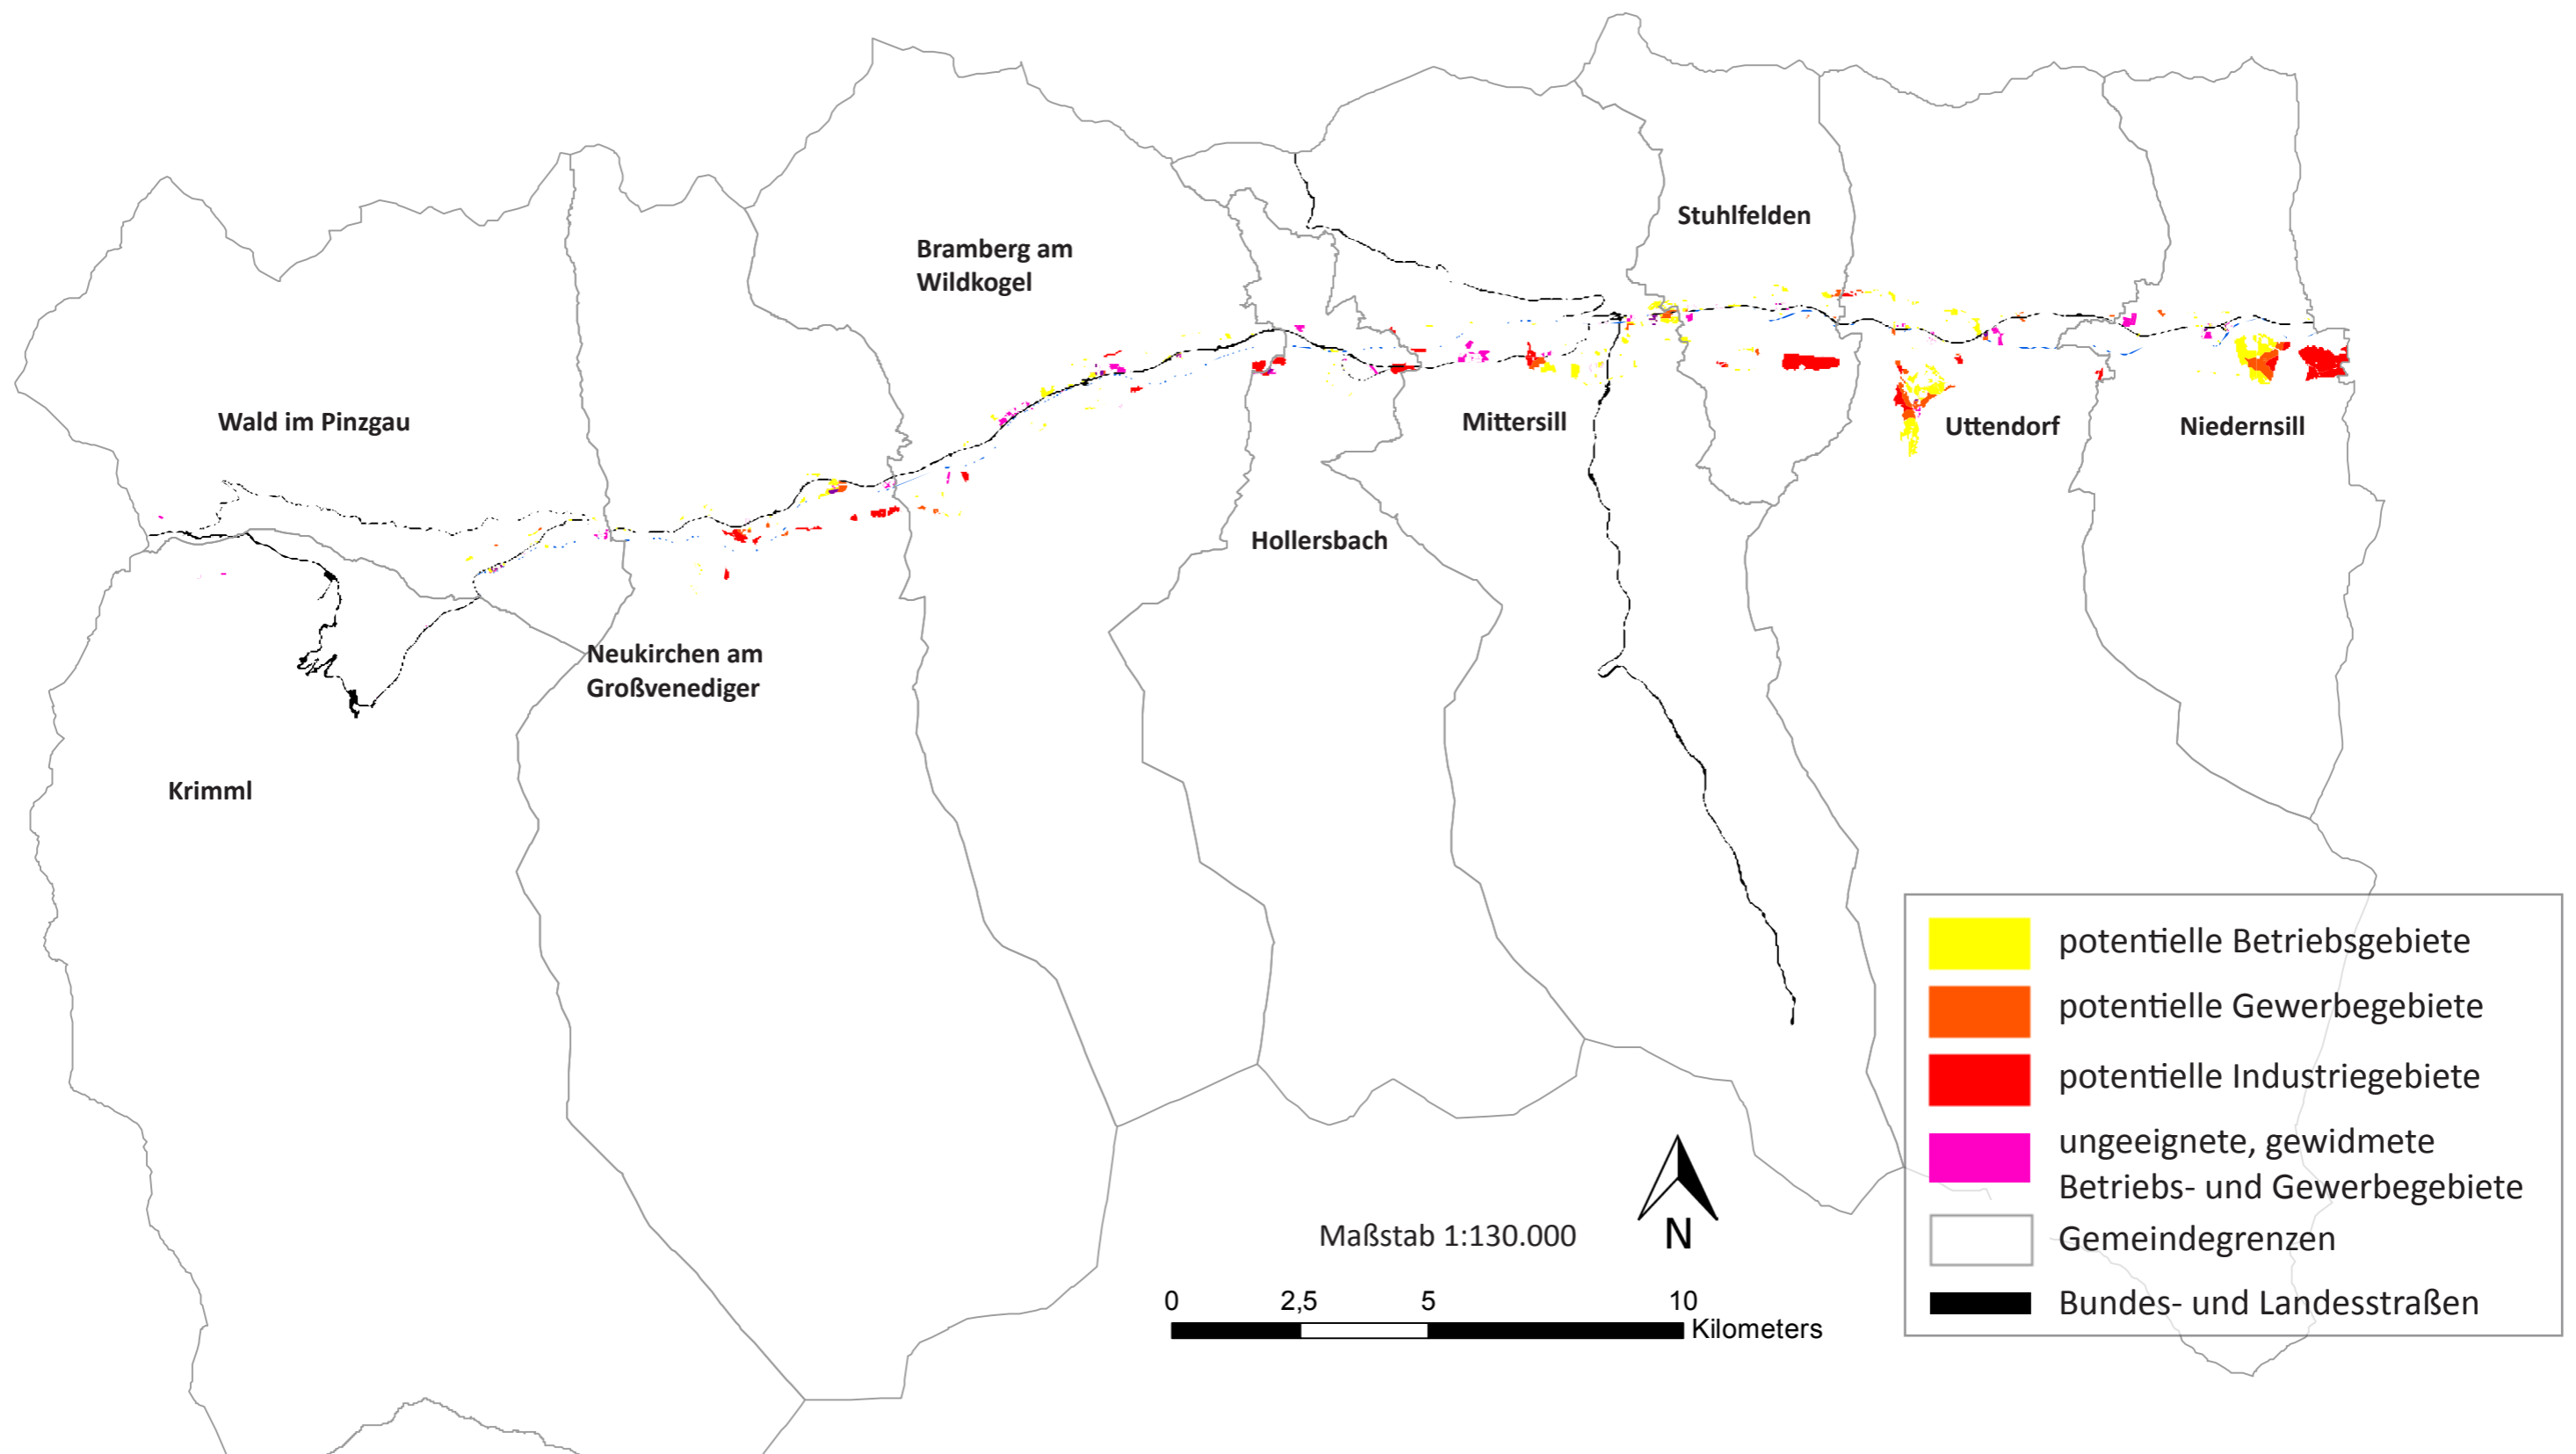 Stuhlfelden
Bramberg am
Wildkogel
Wald im Pinzgau
Mittersill
Uttendorf
Niedernsill
Hollersbach
Neukirchen am
Großvenediger
Krimml
potentielle Betriebsgebiete
potentielle Gewerbegebiete
potentielle Industriegebiete
ungeeignete, gewidmete
Betriebs- und Gewerbegebiete
Gemeindegrenzen
Bundes- und Landesstraßen
Maßstab 1:130.000
N
0 2,5 5 10
Kilometers